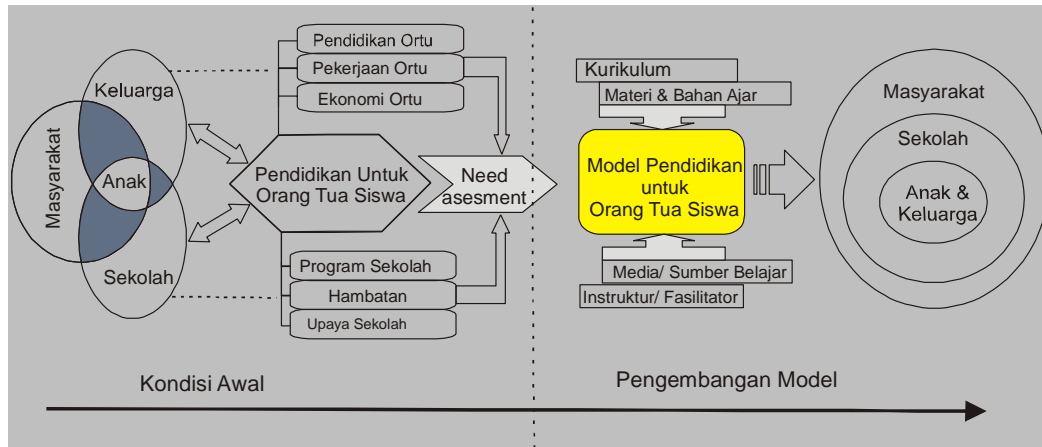 Pendidikan Ortu
Pekerjaan Ortu
Ekonomi Ortu
Keluarga
Masyarakat
Anak
Sekolah
Pendidikan Untuk
Orang Tua Siswa
Need
asesment
Program Sekolah
Hambatan
Upaya Sekolah
Kurikulum
Materi & Bahan Ajar
Model Pendidikan
untuk
Orang Tua Siswa
Media/ Sumber Belajar
Instruktur/ Fasilitator
Masyarakat
Sekolah
Anak &
Keluarga
Kondisi Awal
Pengembangan Model